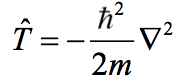 T̂ = −ħ²/2m ∇²